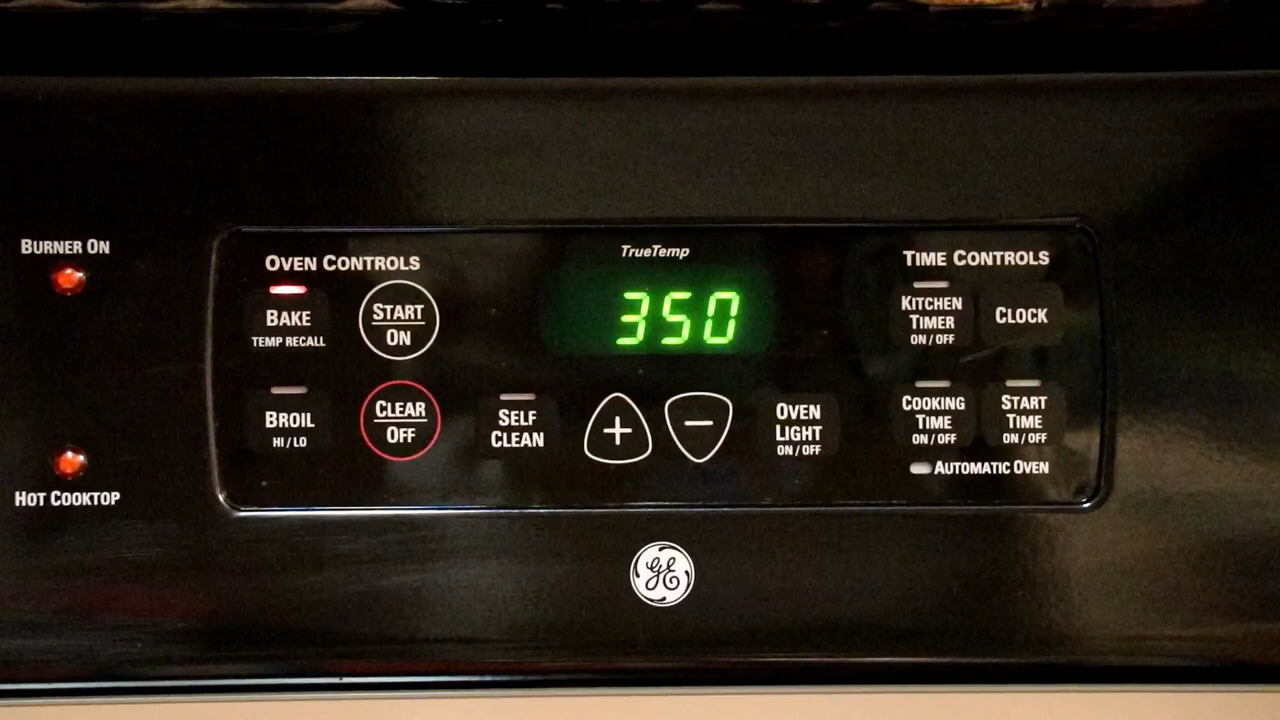 BURNER ON
HOT COOKTOP
OVEN CONTROLS
BAKE
TEMP RECALL
START
ON
BROIL
HI / LO
CLEAR
OFF
SELF
CLEAN
TrueTemp
350
+
−
OVEN
LIGHT
ON / OFF
TIME CONTROLS
KITCHEN
TIMER
ON / OFF
CLOCK
COOKING
TIME
ON / OFF
START
TIME
ON / OFF
AUTOMATIC OVEN
GE